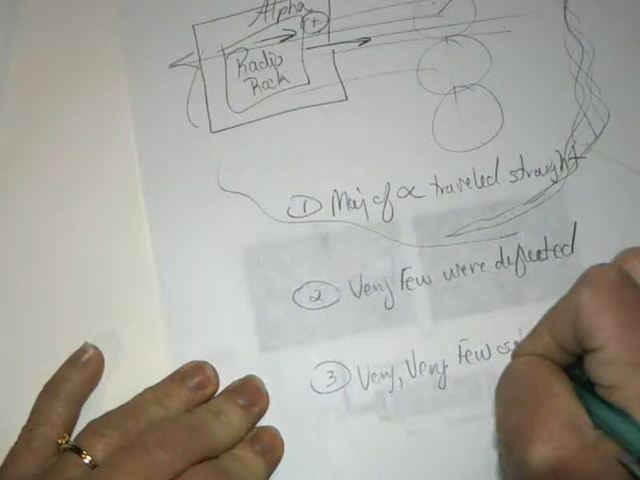 Alpha
+
Radio
Rock
① Maj of α traveled straight
② Very Few were deflected
③ Very, Very Few